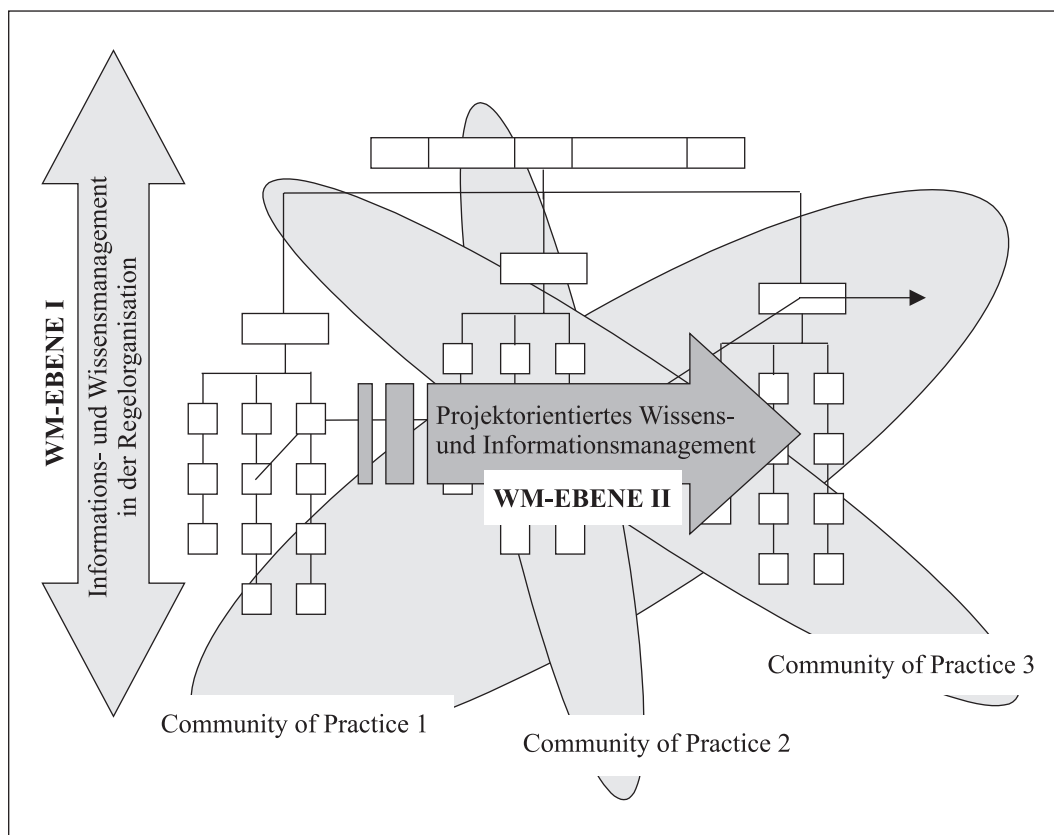 WM-EBENE I
Informations- und Wissensmanagement
in der Regelorganisation
Projektorientiertes Wissens-
und Informationsmanagement
WM-EBENE II
Community of Practice 3
Community of Practice 1
Community of Practice 2